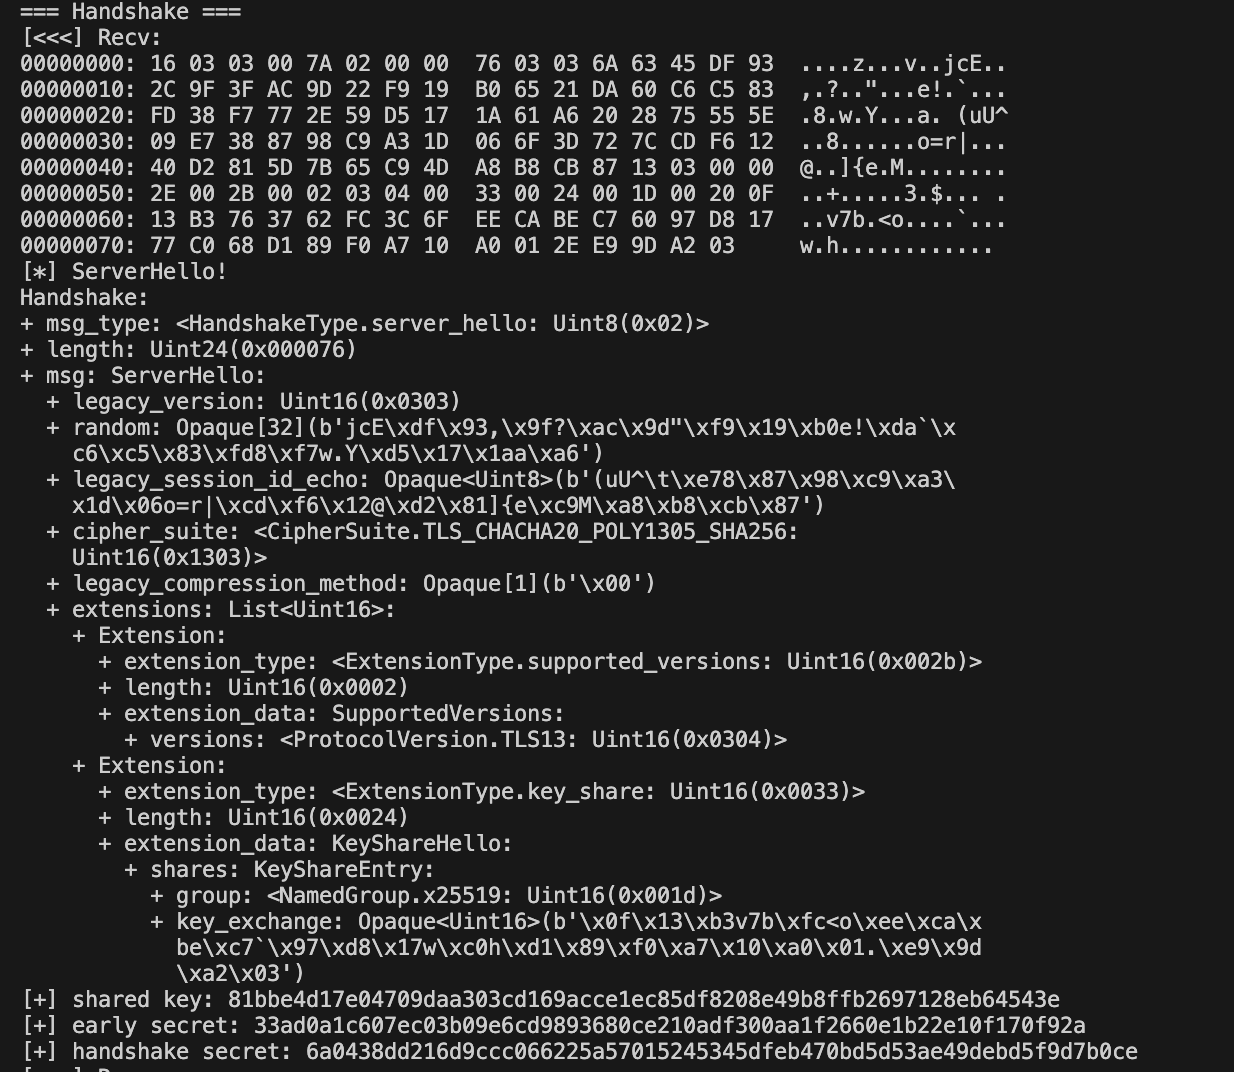 === Handshake ===
[<<<] Recv:
00000000: 16 03 03 00 7A 02 00 00  76 03 03 6A 63 45 DF 93  ....z...v..jcE..
00000010: 2C 9F 3F AC 9D 22 F9 19  B0 65 21 DA 60 C6 C5 83  ,.?.."...e!.`...
00000020: FD 38 F7 77 2E 59 D5 17  1A 61 A6 20 28 75 55 5E  .8.w.Y...a. (uU^
00000030: 09 E7 38 87 98 C9 A3 1D  06 6F 3D 72 7C CD F6 12  ..8......o=r|...
00000040: 40 D2 81 5D 7B 65 C9 4D  A8 B8 CB 87 13 03 00 00  @..]{e.M........
00000050: 2E 00 2B 00 02 03 04 00  33 00 24 00 1D 00 20 0F  ..+.....3.$... .
00000060: 13 B3 76 37 62 FC 3C 6F  EE CA BE C7 60 97 D8 17  ..v7b.<o....`...
00000070: 77 C0 68 D1 89 F0 A7 10  A0 01 2E E9 9D A2 03     w.h............
[*] ServerHello!
Handshake:
+ msg_type: <HandshakeType.server_hello: Uint8(0x02)>
+ length: Uint24(0x000076)
+ msg: ServerHello:
  + legacy_version: Uint16(0x0303)
  + random: Opaque[32](b'jcE\xdf\x93,\x9f?\xac\x9d"\xf9\x19\xb0e!\xda`\x
    c6\xc5\x83\xfd8\xf7w.Y\xd5\x17\x1aa\xa6')
  + legacy_session_id_echo: Opaque<Uint8>(b'(uU^\t\xe78\x87\x98\xc9\xa3\
    x1d\x06o=r|\xcd\xf6\x12@\xd2\x81]{e\xc9M\xa8\xb8\xcb\x87')
  + cipher_suite: <CipherSuite.TLS_CHACHA20_POLY1305_SHA256:
    Uint16(0x1303)>
  + legacy_compression_method: Opaque[1](b'\x00')
  + extensions: List<Uint16>:
    + Extension:
      + extension_type: <ExtensionType.supported_versions: Uint16(0x002b)>
      + length: Uint16(0x0002)
      + extension_data: SupportedVersions:
        + versions: <ProtocolVersion.TLS13: Uint16(0x0304)>
    + Extension:
      + extension_type: <ExtensionType.key_share: Uint16(0x0033)>
      + length: Uint16(0x0024)
      + extension_data: KeyShareHello:
        + shares: KeyShareEntry:
          + group: <NamedGroup.x25519: Uint16(0x001d)>
          + key_exchange: Opaque<Uint16>(b'\x0f\x13\xb3v7b\xfc<o\xee\xca\x
            be\xc7`\x97\xd8\x17w\xc0h\xd1\x89\xf0\xa7\x10\xa0\x01.\xe9\x9d
            \xa2\x03')
[+] shared key: 81bbe4d17e04709daa303cd169acce1ec85df8208e49b8ffb2697128eb64543e
[+] early secret: 33ad0a1c607ec03b09e6cd9893680ce210adf300aa1f2660e1b22e10f170f92a
[+] handshake secret: 6a0438dd216d9ccc066225a57015245345dfeb470bd5d53ae49debd5f9d7b0ce